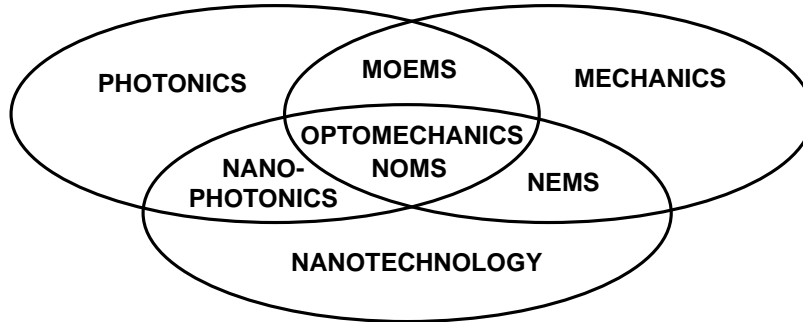 PHOTONICS
MOEMS
MECHANICS
OPTOMECHANICS
NOMS
NANO-
PHOTONICS
NEMS
NANOTECHNOLOGY